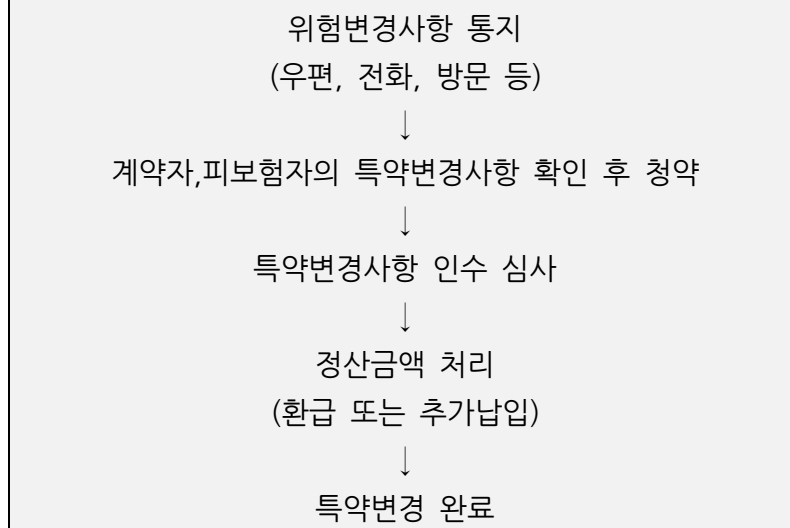 위험변경사항 통지
(우편, 전화, 방문 등)
↓
계약자,피보험자의 특약변경사항 확인 후 청약
↓
특약변경사항 인수 심사
↓
정산금액 처리
(환급 또는 추가납입)
↓
특약변경 완료